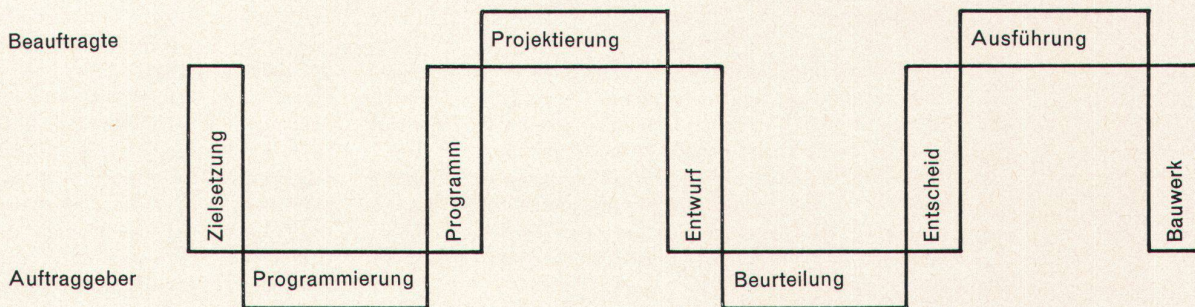 Beauftragte
Projektierung
Ausführung
Zielsetzung
Programm
Entwurf
Entscheid
Bauwerk
Auftraggeber
Programmierung
Beurteilung